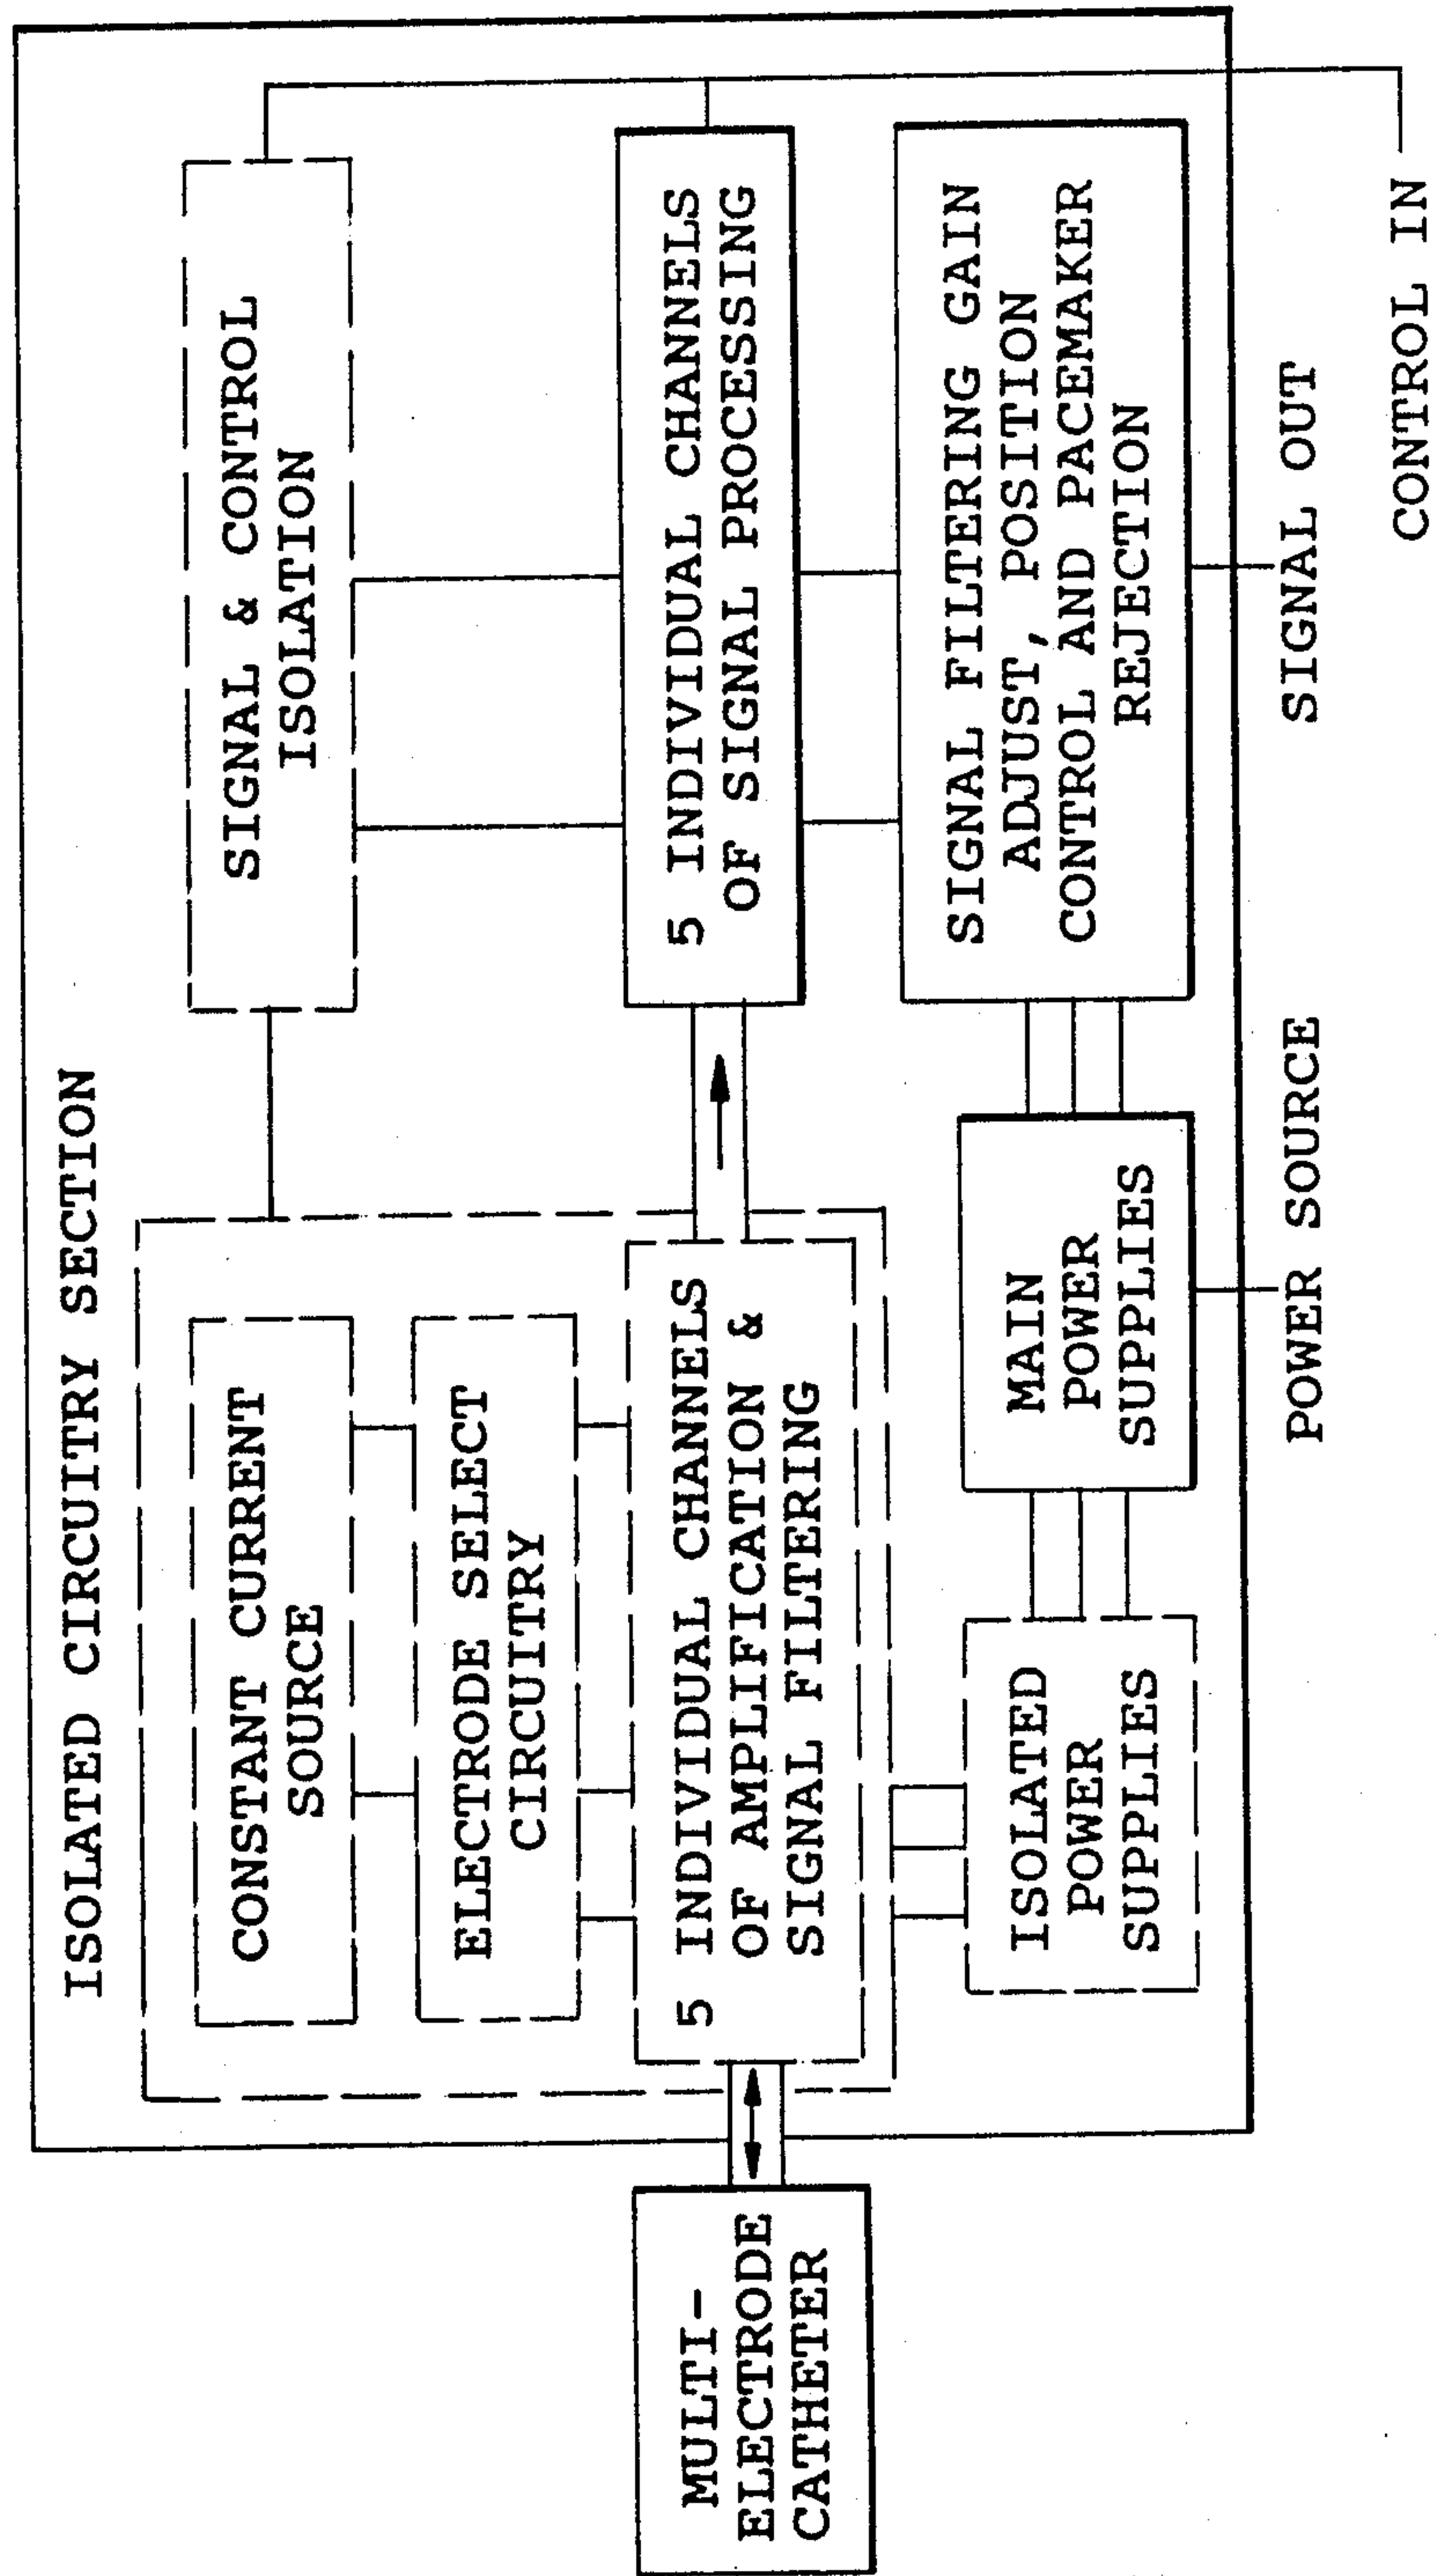 ISOLATED CIRCUITRY SECTION
CONSTANT CURRENT
SOURCE
ELECTRODE SELECT
CIRCUITRY
5 INDIVIDUAL CHANNELS
OF AMPLIFICATION &
SIGNAL FILTERING
SIGNAL & CONTROL
ISOLATION
5 INDIVIDUAL CHANNELS
OF SIGNAL PROCESSING
SIGNAL FILTERING GAIN
ADJUST, POSITION
CONTROL AND PACEMAKER
REJECTION
MULTI-
ELECTRODE
CATHETER
ISOLATED
POWER
SUPPLIES
MAIN
POWER
SUPPLIES
POWER SOURCE
SIGNAL OUT
CONTROL IN